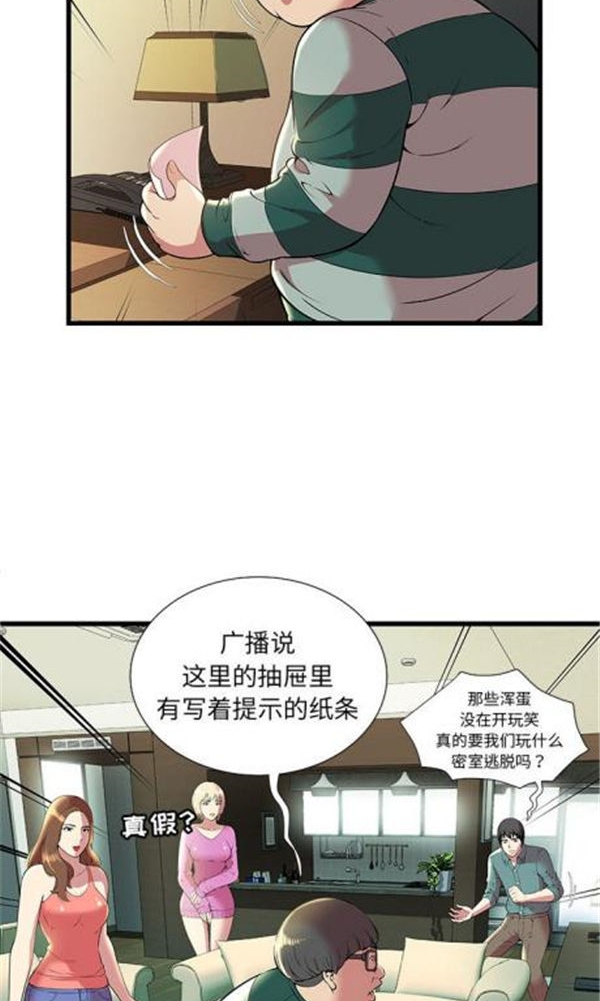 广播说
这里的抽屉里
有写着提示的纸条
那些浑蛋
没在开玩笑
真的要我们玩什么
密室逃脱吗？
真假？